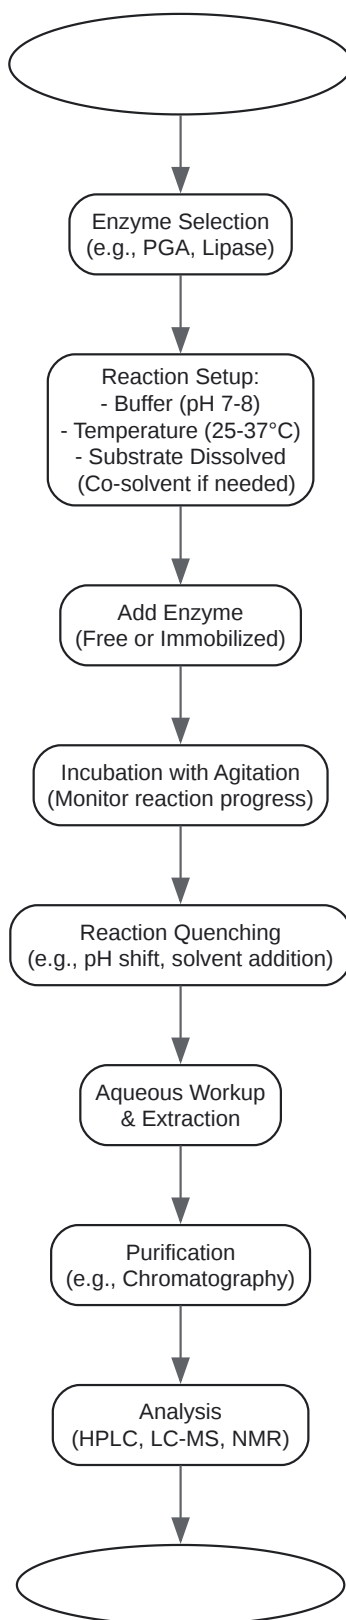 Enzyme Selection
(e.g., PGA, Lipase)
Reaction Setup:
- Buffer (pH 7-8)
- Temperature (25-37°C)
- Substrate Dissolved
(Co-solvent if needed)
Add Enzyme
(Free or Immobilized)
Incubation with Agitation
(Monitor reaction progress)
Reaction Quenching
(e.g., pH shift, solvent addition)
Aqueous Workup
& Extraction
Purification
(e.g., Chromatography)
Analysis
(HPLC, LC-MS, NMR)